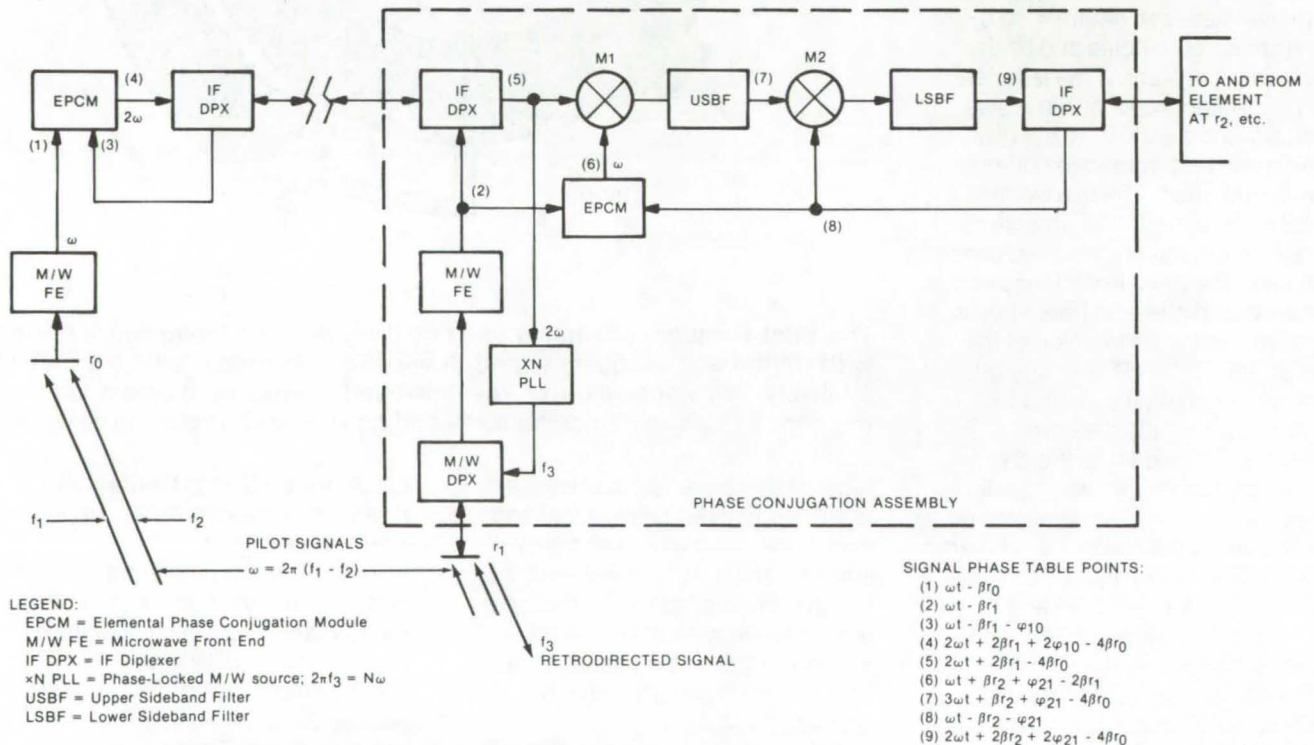 M1
M2
(4)
(5)
(7)
(9)
EPCM
IF
DPX
IF
DPX
USBF
LSBF
IF
DPX
TO AND FROM
ELEMENT
AT r2, etc.
2ω
(1)
(3)
(6)
ω
(2)
EPCM
(8)
ω
M/W
FE
M/W
FE
2ω
XN
PLL
r0
M/W
DPX
f3
PHASE CONJUGATION ASSEMBLY
f1
f2
PILOT SIGNALS
r1
ω = 2π (f1 - f2)
f3
RETRODIRECTED SIGNAL
LEGEND:
EPCM = Elemental Phase Conjugation Module
M/W FE = Microwave Front End
IF DPX = IF Diplexer
×N PLL = Phase-Locked M/W source; 2πf3 = Nω
USBF = Upper Sideband Filter
LSBF = Lower Sideband Filter
SIGNAL PHASE TABLE POINTS:
(1) ωt - βr0
(2) ωt - βr1
(3) ωt - βr1 - φ10
(4) 2ωt + 2βr1 + 2φ10 - 4βr0
(5) 2ωt + 2βr1 - 4βr0
(6) ωt + βr2 + φ21 - 2βr1
(7) 3ωt + βr2 + φ21 - 4βr0
(8) ωt - βr2 - φ21
(9) 2ωt + 2βr2 + 2φ21 - 4βr0